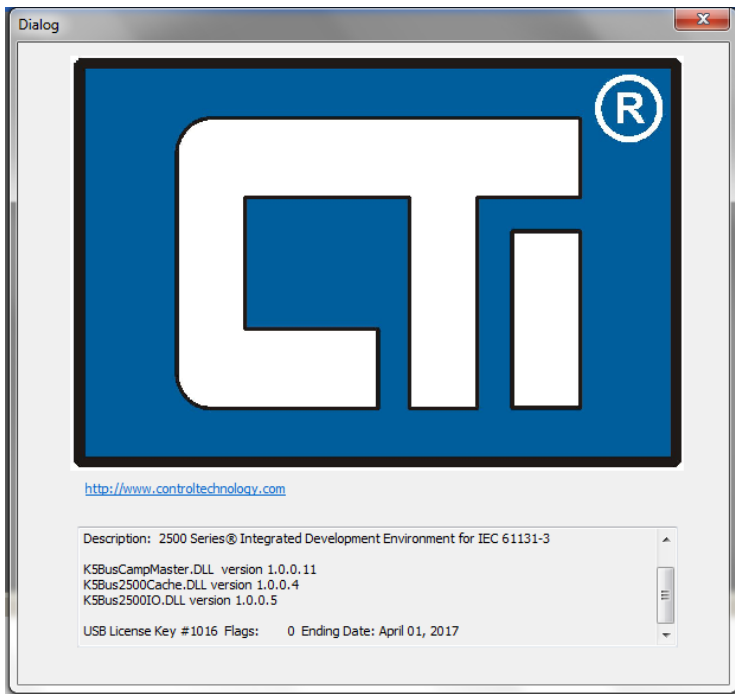 Dialog
CTi
®
http://www.controltechnology.com
Description: 2500 Series® Integrated Development Environment for IEC 61131-3
K5BusCampMaster.DLL version 1.0.0.11
K5Bus2500Cache.DLL version 1.0.0.4
K5Bus2500IO.DLL version 1.0.0.5
USB License Key #1016 Flags: 0 Ending Date: April 01, 2017